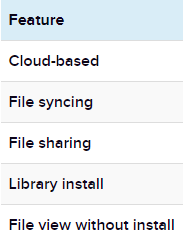 Feature
Cloud-based
File syncing
File sharing
Library install
File view without install